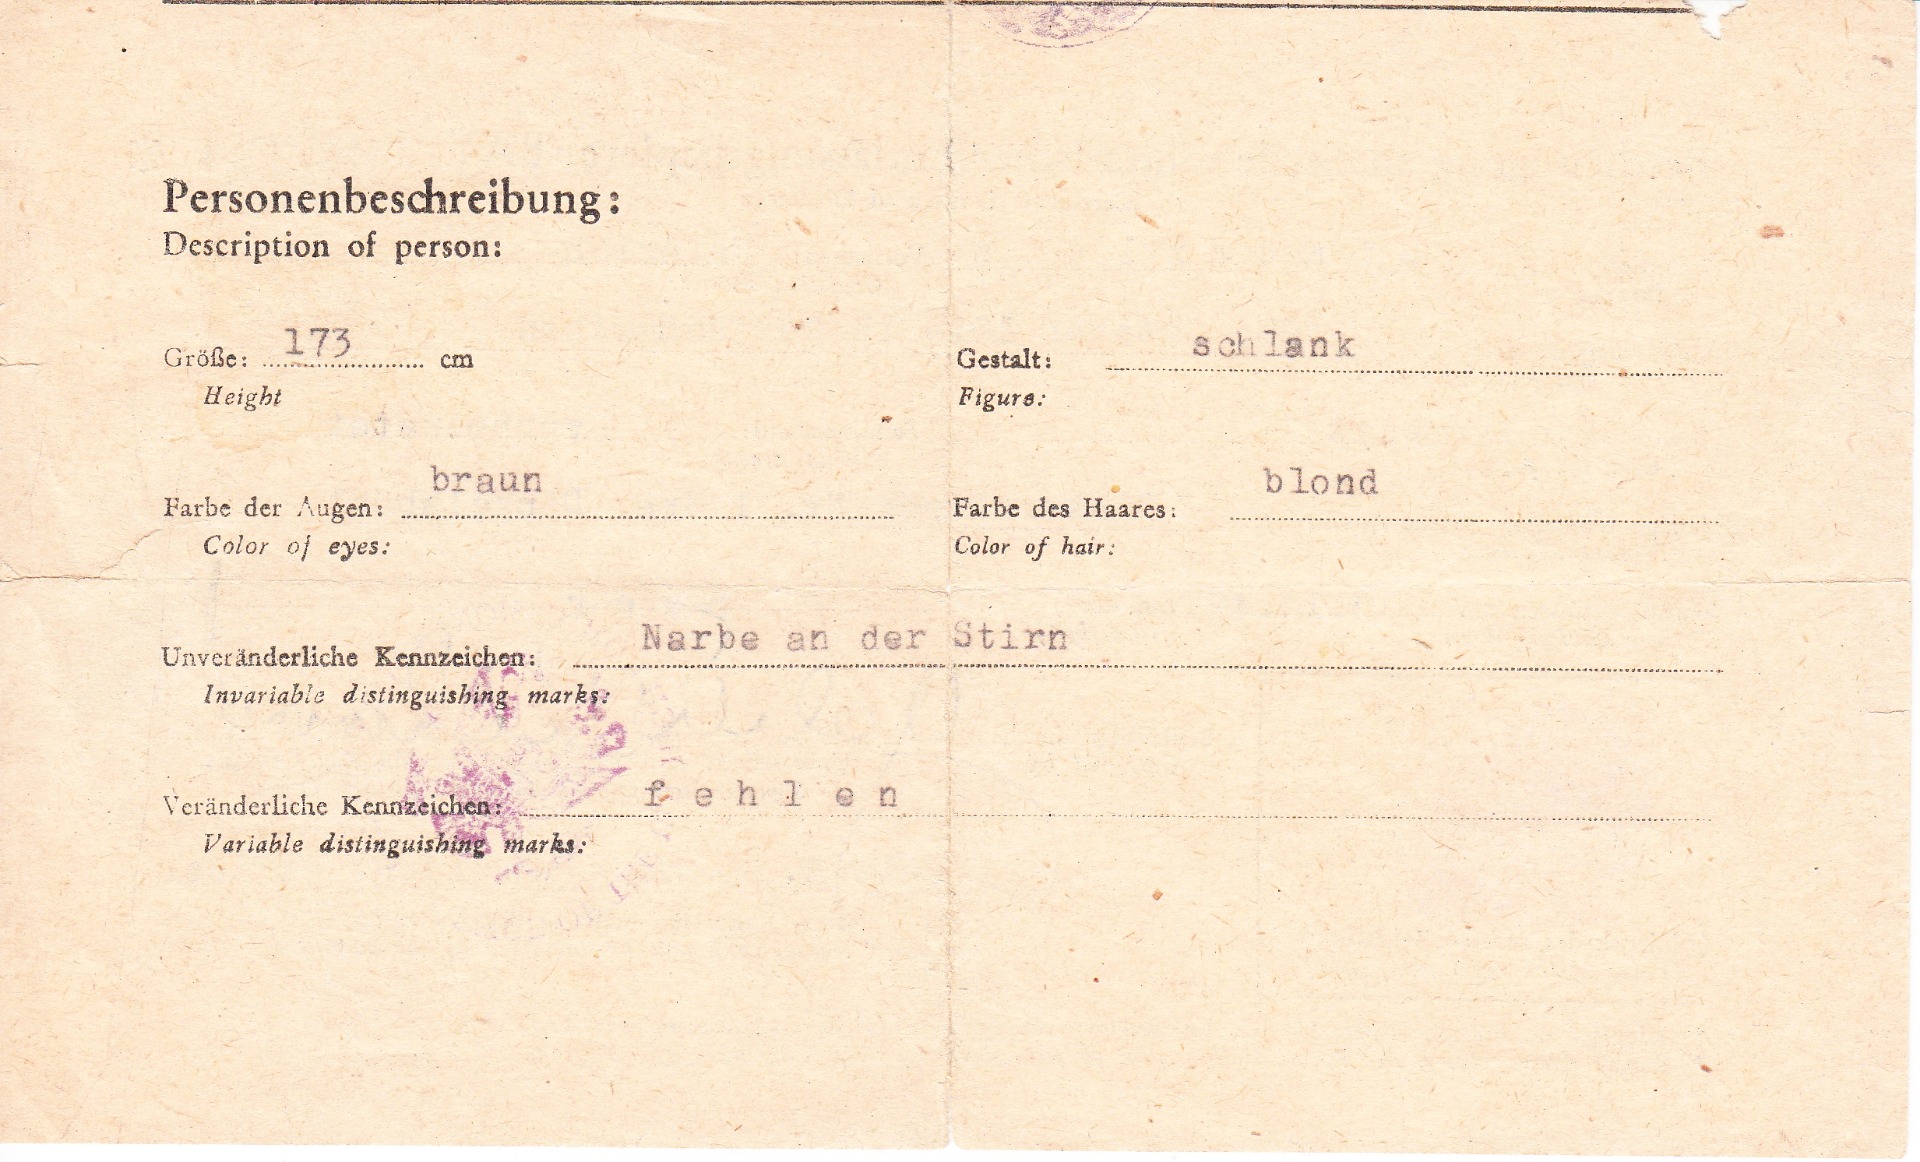 Personenbeschreibung:
Description of person:
Größe: 173 cm
Height
Gestalt: schlank
Figure:
Farbe der Augen: braun
Color of eyes:
Farbe des Haares: blond
Color of hair:
Unveränderliche Kennzeichen: Narbe an der Stirn
Invariable distinguishing marks:
Veränderliche Kennzeichen: fehlen
Variable distinguishing marks: